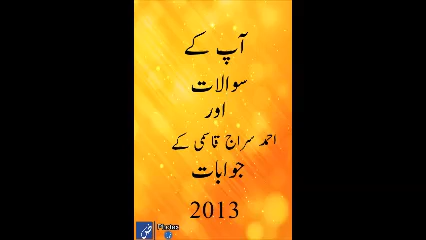 آپ کے
سوالات
اور
احمد سراج قاسمی کے
جوابات
2013